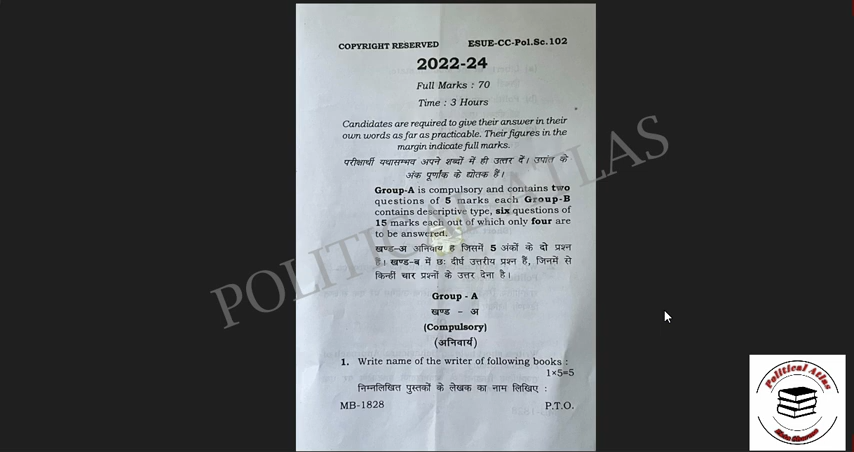 COPYRIGHT RESERVED ESUE-CC-Pol.Sc.102
2022-24
Full Marks : 70
Time : 3 Hours
Candidates are required to give their answer in their
own words as far as practicable. Their figures in the
margin indicate full marks.
परीक्षार्थी यथासम्भव अपने शब्दों में ही उत्तर दें। उपांत के
अंक पूर्णांक के द्योतक हैं।
Group-A is compulsory and contains two
questions of 5 marks each Group-B
contains descriptive type, six questions of
15 marks each out of which only four are
to be answered.
खण्ड-अ अनिवार्य है जिसमें 5 अंकों के दो प्रश्न
हैं। खण्ड-ब में छः दीर्घ उत्तरीय प्रश्न हैं, जिनमें से
किन्हीं चार प्रश्नों के उत्तर देना है।
Group - A
खण्ड - अ
(Compulsory)
(अनिवार्य)
1. Write name of the writer of following books :
1×5=5
निम्नलिखित पुस्तकों के लेखक का नाम लिखिए :
MB-1828 P.T.O.
POLITICAL ATLAS
Political Atlas